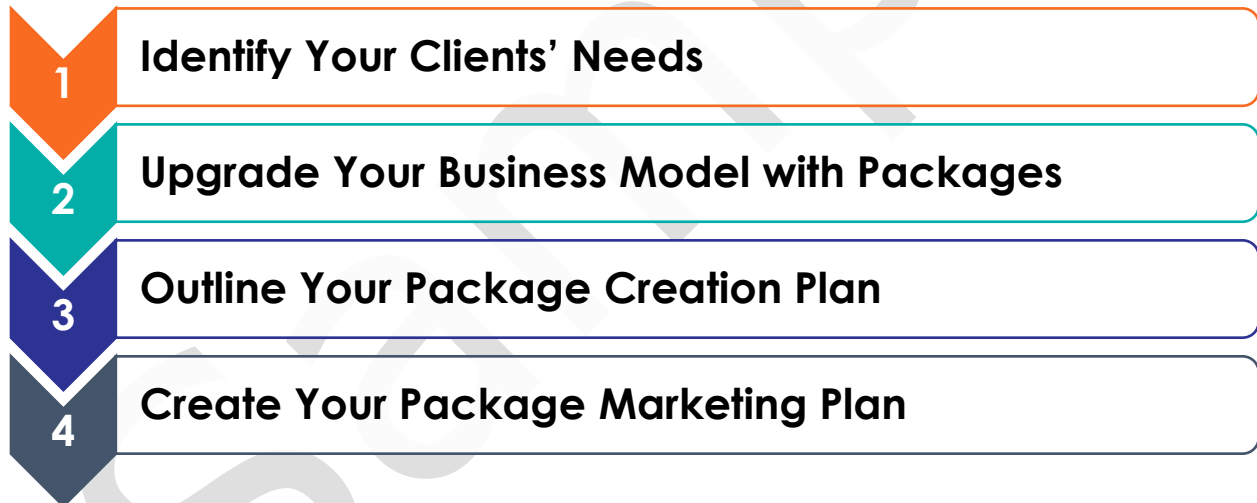 1
Identify Your Clients’ Needs
2
Upgrade Your Business Model with Packages
3
Outline Your Package Creation Plan
4
Create Your Package Marketing Plan